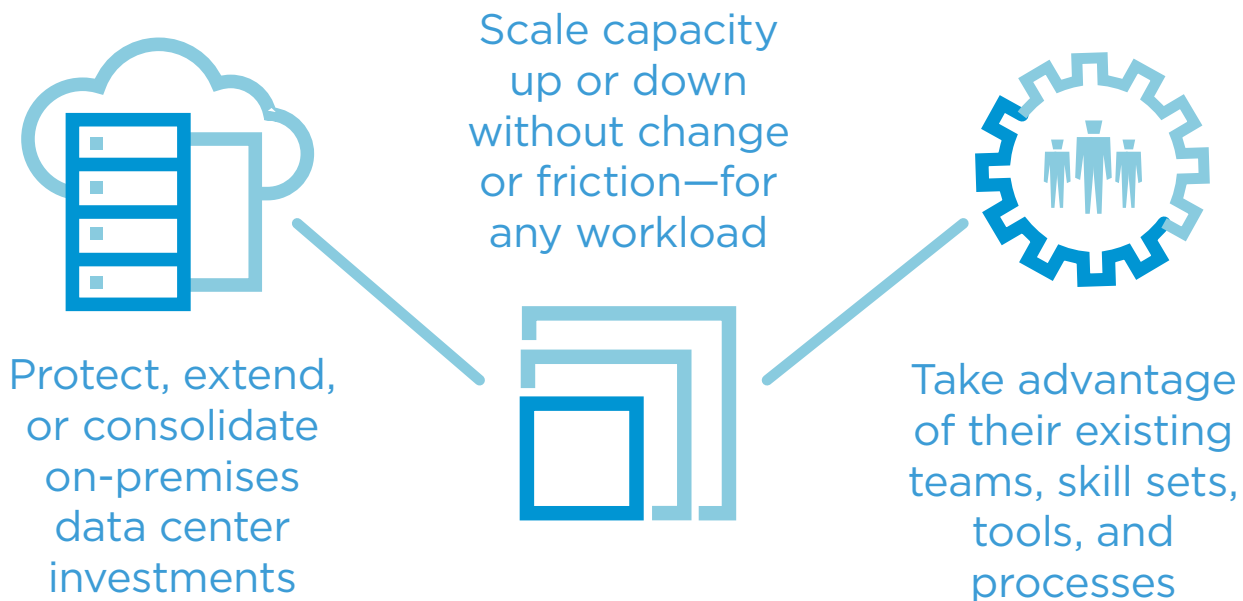 Protect, extend,
or consolidate
on-premises
data center
investments
Scale capacity
up or down
without change
or friction—for
any workload
Take advantage
of their existing
teams, skill sets,
tools, and
processes